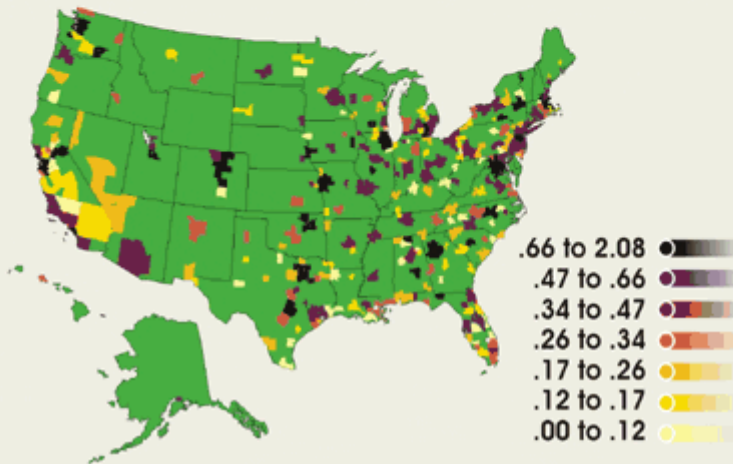 .66 to 2.08
.47 to .66
.34 to .47
.26 to .34
.17 to .26
.12 to .17
.00 to .12